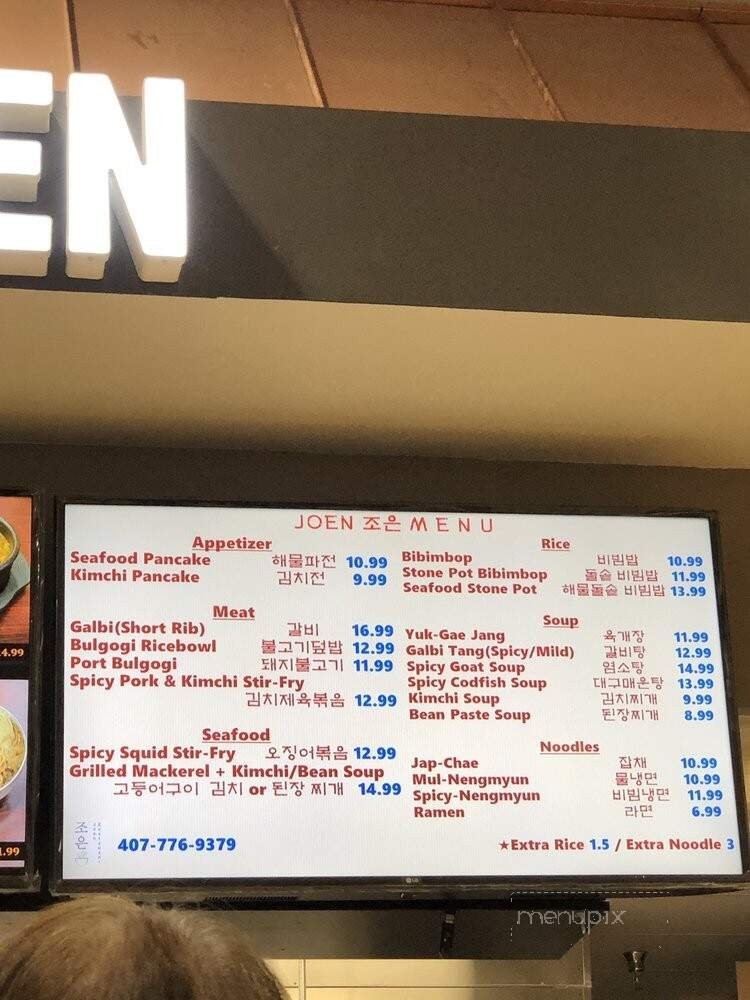 EN
JOEN 조은 MENU
Appetizer
Seafood Pancake 해물파전 10.99
Kimchi Pancake 김치전 9.99
Meat
Galbi(Short Rib) 갈비 16.99
Bulgogi Ricebowl 불고기덮밥 12.99
Port Bulgogi 돼지불고기 11.99
Spicy Pork & Kimchi Stir-Fry
김치제육볶음 12.99
Seafood
Spicy Squid Stir-Fry 오징어볶음 12.99
Grilled Mackerel + Kimchi/Bean Soup
고등어구이 김치 or 된장 찌개 14.99
조은
407-776-9379
Rice
Bibimbop 비빔밥 10.99
Stone Pot Bibimbop 돌솥 비빔밥 11.99
Seafood Stone Pot 해물돌솥 비빔밥 13.99
Soup
Yuk-Gae Jang 육개장 11.99
Galbi Tang(Spicy/Mild) 갈비탕 12.99
Spicy Goat Soup 염소탕 14.99
Spicy Codfish Soup 대구매운탕 13.99
Kimchi Soup 김치찌개 9.99
Bean Paste Soup 된장찌개 8.99
Noodles
Jap-Chae 잡채 10.99
Mul-Nengmyun 물냉면 10.99
Spicy-Nengmyun 비빔냉면 11.99
Ramen 라면 6.99
★Extra Rice 1.5 / Extra Noodle 3
4.99
1.99
LG
menupix